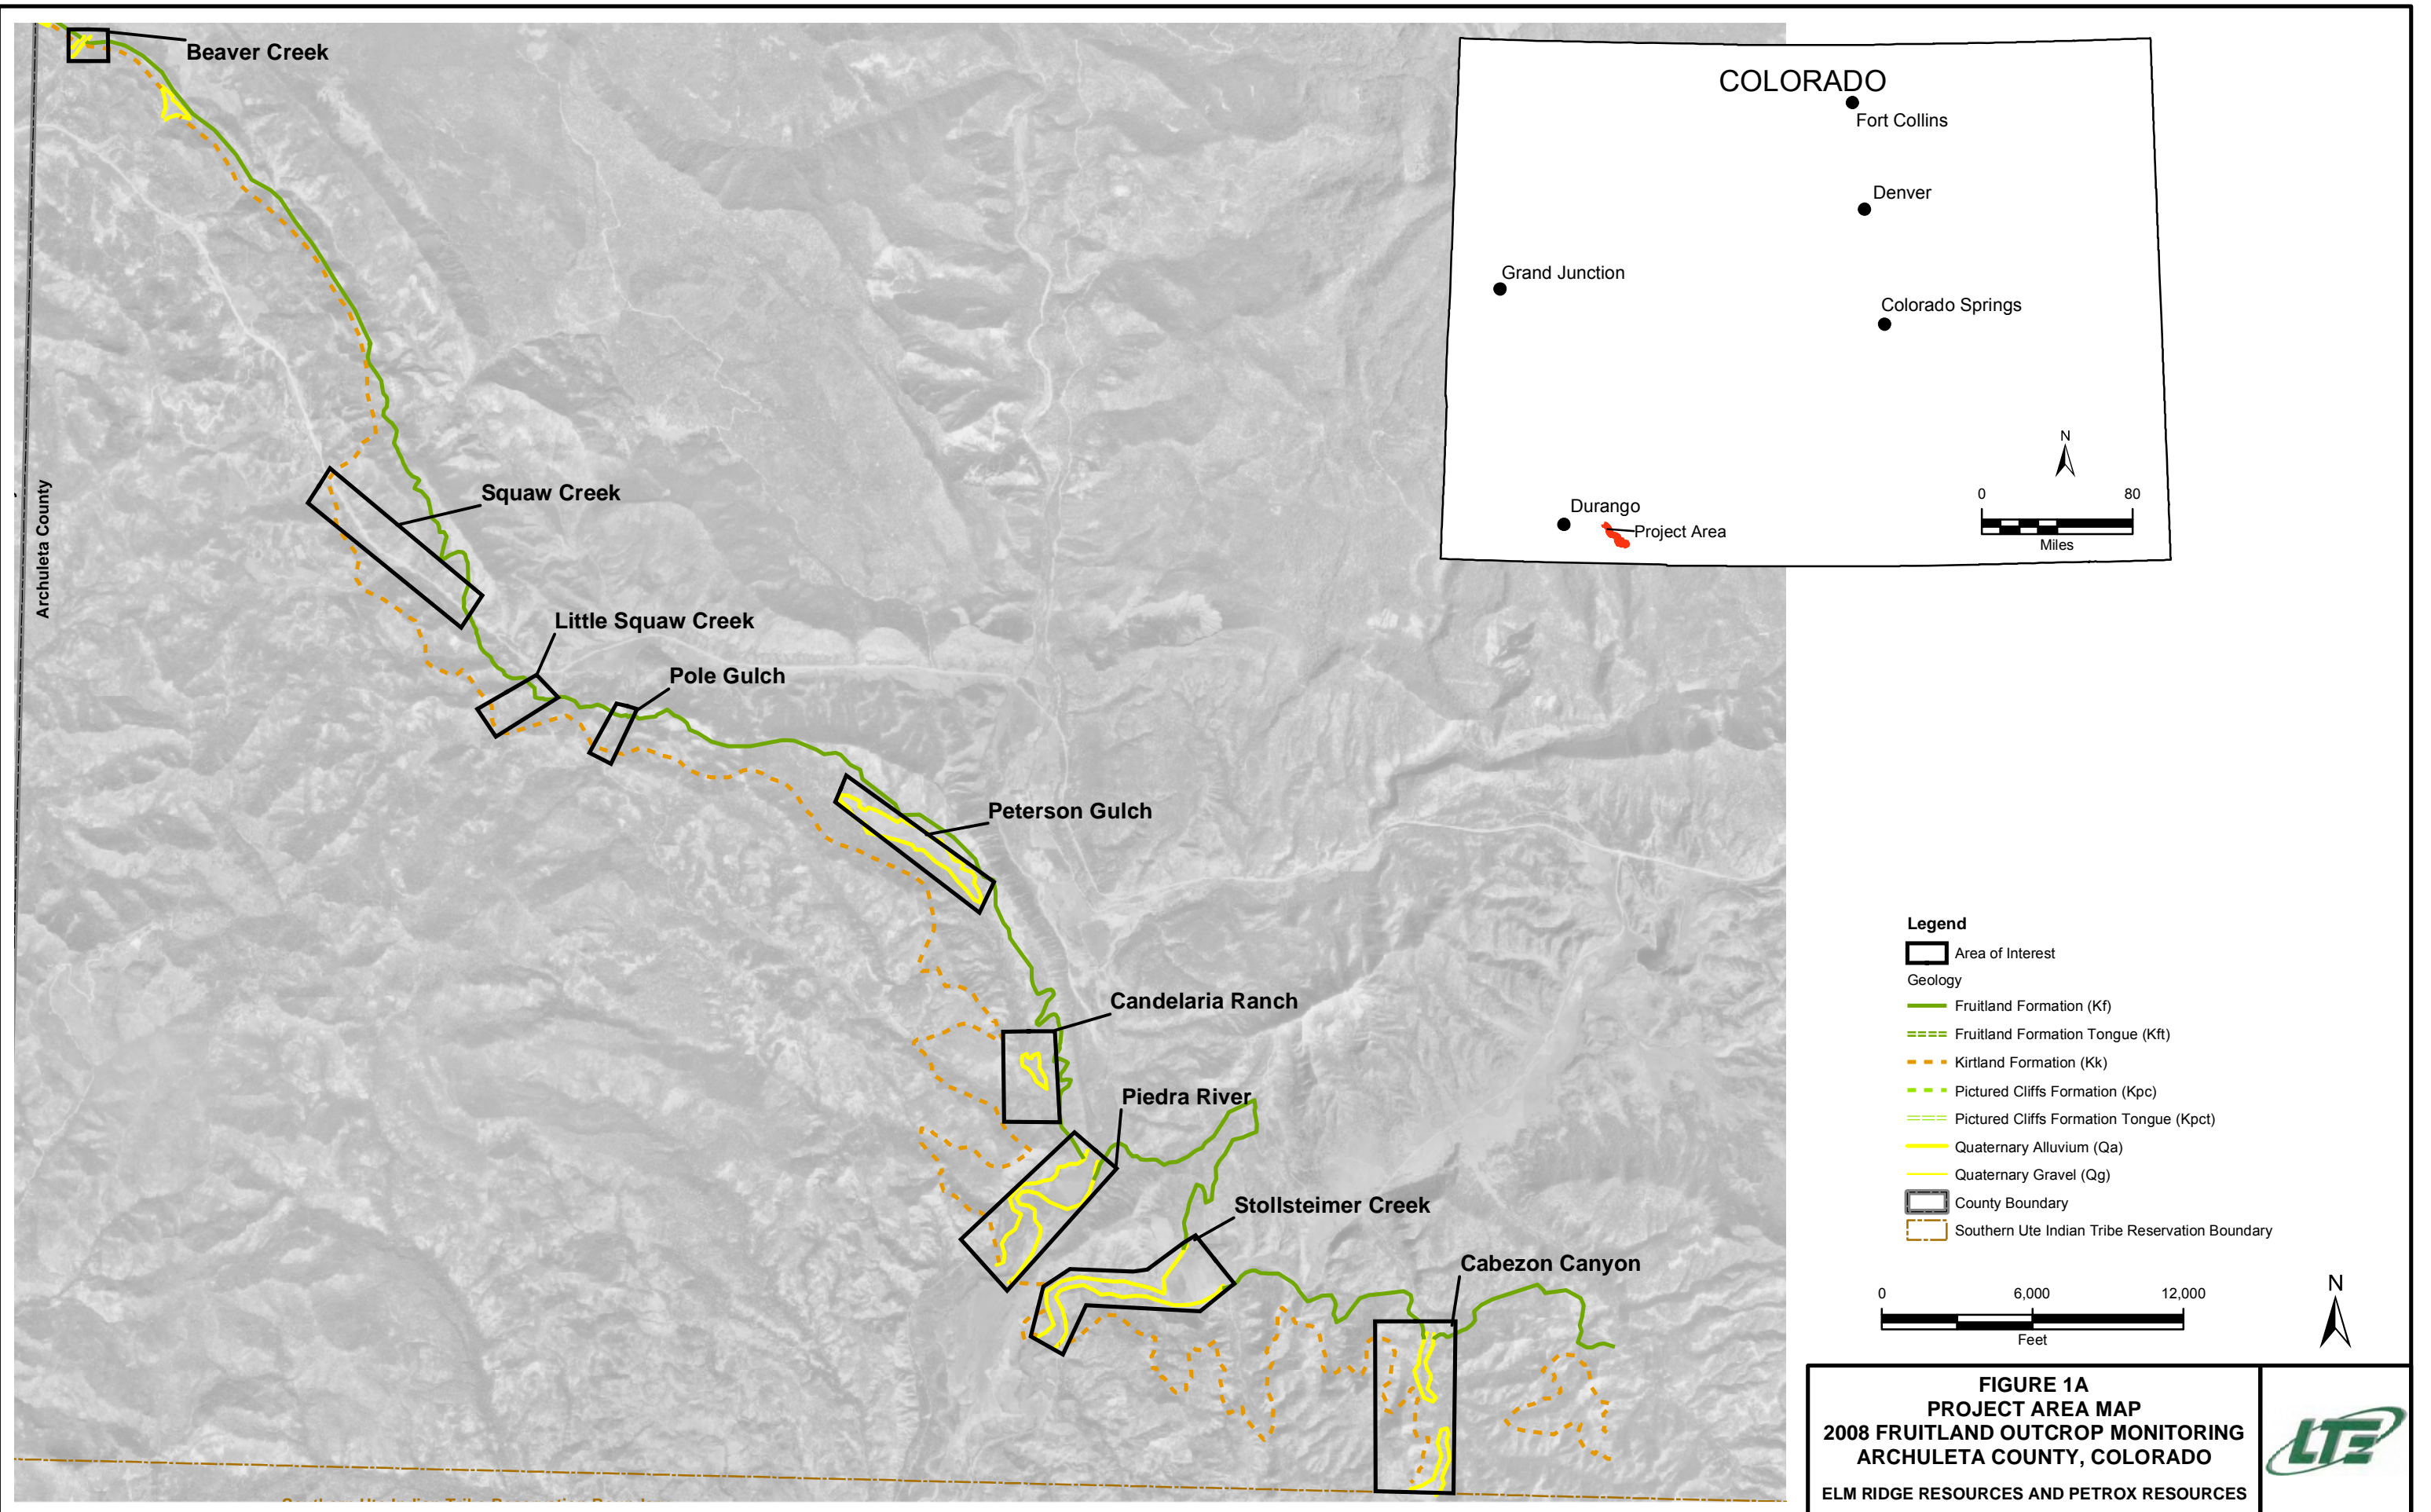 Beaver Creek
Squaw Creek
Archuleta County
Little Squaw Creek
Pole Gulch
Peterson Gulch
Candelaria Ranch
Piedra River
Stollsteimer Creek
Cabezon Canyon
COLORADO
Fort Collins
Denver
Grand Junction
Colorado Springs
Durango
Project Area
N
0 80
Miles
Legend
Area of Interest
Geology
Fruitland Formation (Kf)
Fruitland Formation Tongue (Kft)
Kirtland Formation (Kk)
Pictured Cliffs Formation (Kpc)
Pictured Cliffs Formation Tongue (Kpct)
Quaternary Alluvium (Qa)
Quaternary Gravel (Qg)
County Boundary
Southern Ute Indian Tribe Reservation Boundary
0 6,000 12,000
Feet
N
FIGURE 1A
PROJECT AREA MAP
2008 FRUITLAND OUTCROP MONITORING
ARCHULETA COUNTY, COLORADO
ELM RIDGE RESOURCES AND PETROX RESOURCES
LTE